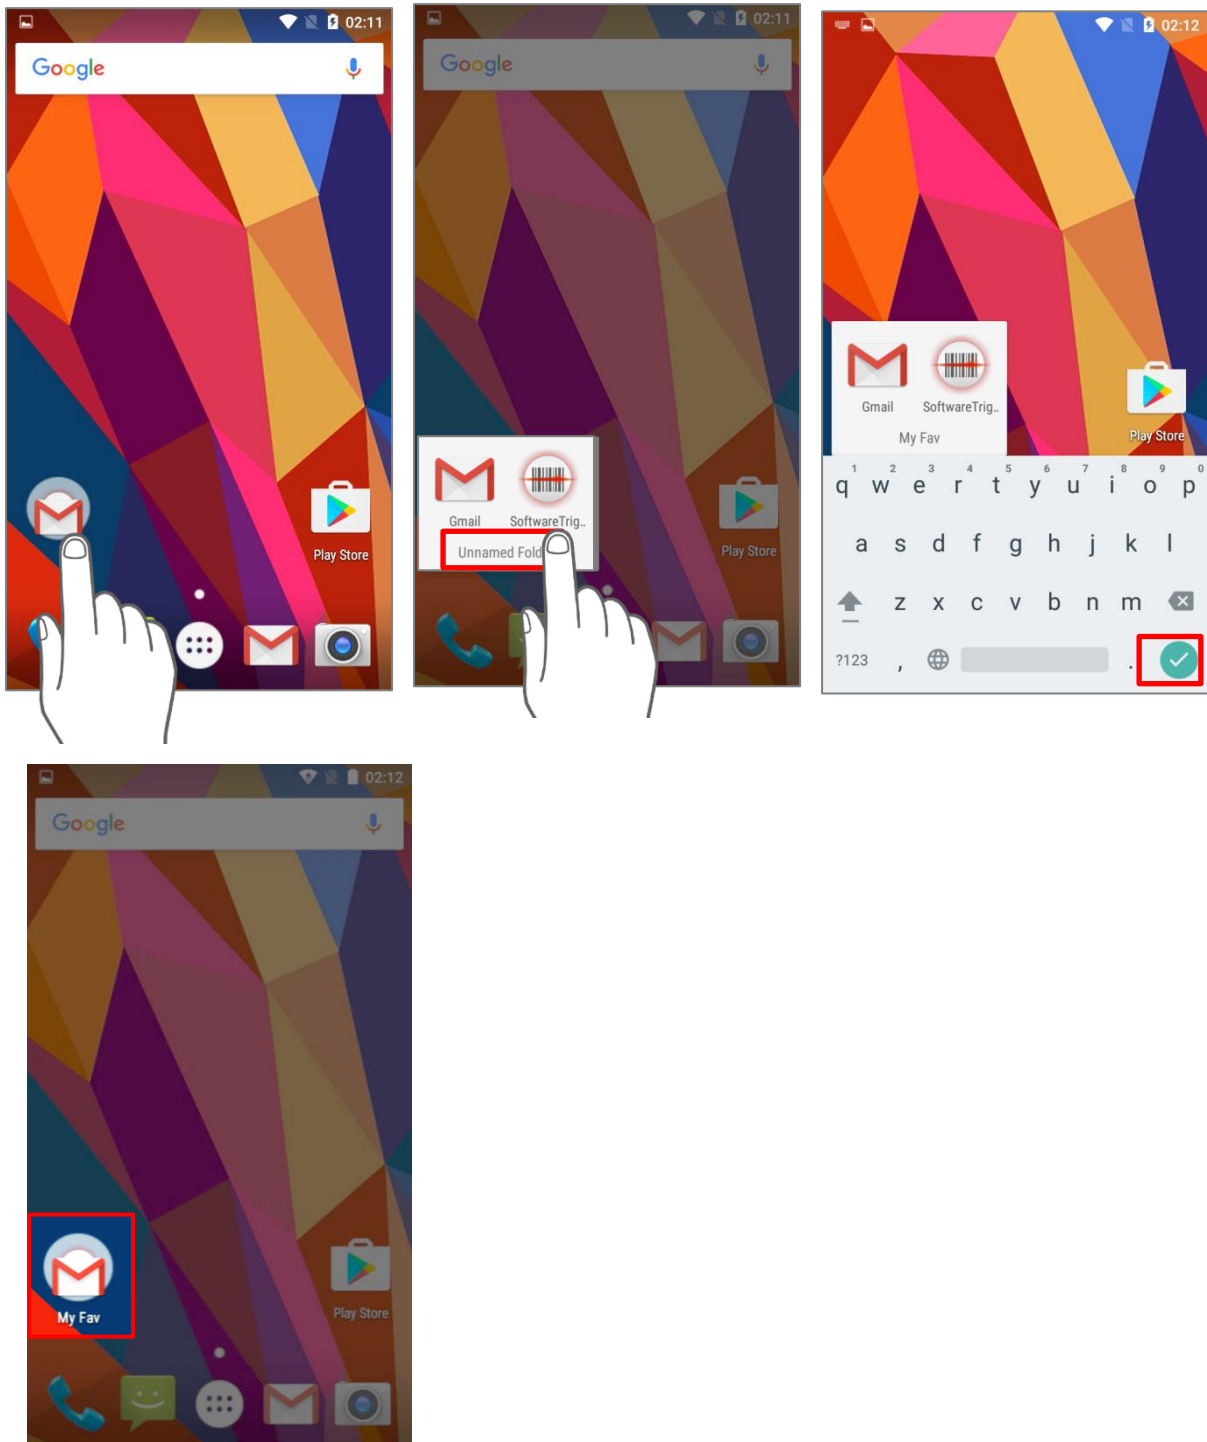 02:11
Google
Play Store
02:11
Google
Gmail
SoftwareTrig..
Unnamed Fold
Play Store
02:12
Gmail
SoftwareTrig..
My Fav
Play Store
1 2 3 4 5 6 7 8 9 0
q w e r t y u i o p
a s d f g h j k l
z x c v b n m
?123 , .
02:12
Google
My Fav
Play Store